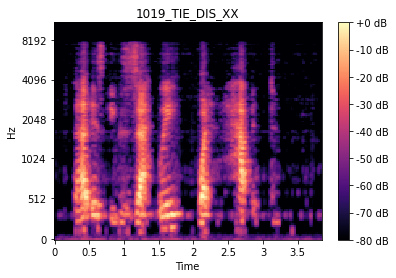 1019_TIE_DIS_XX
+0 dB
8192
-10 dB
4096
-20 dB
-30 dB
2048
Hz
-40 dB
1024
-50 dB
512
-60 dB
-70 dB
0
-80 dB
0 0.5 1 1.5 2 2.5 3 3.5
Time